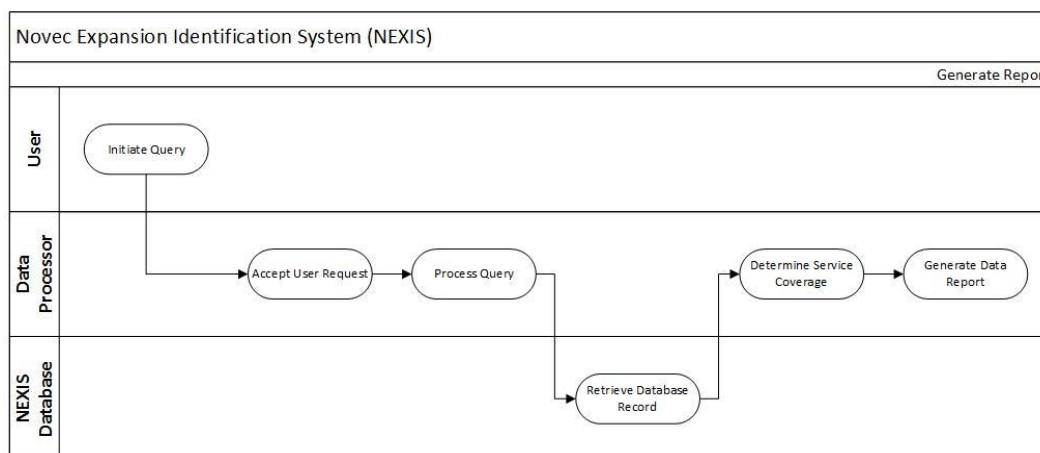 Novec Expansion Identification System (NEXIS)
Generate Repor
User
Initiate Query
Data
Processor
Accept User Request
Process Query
Determine Service
Coverage
Generate Data
Report
NEXIS
Database
Retrieve Database
Record